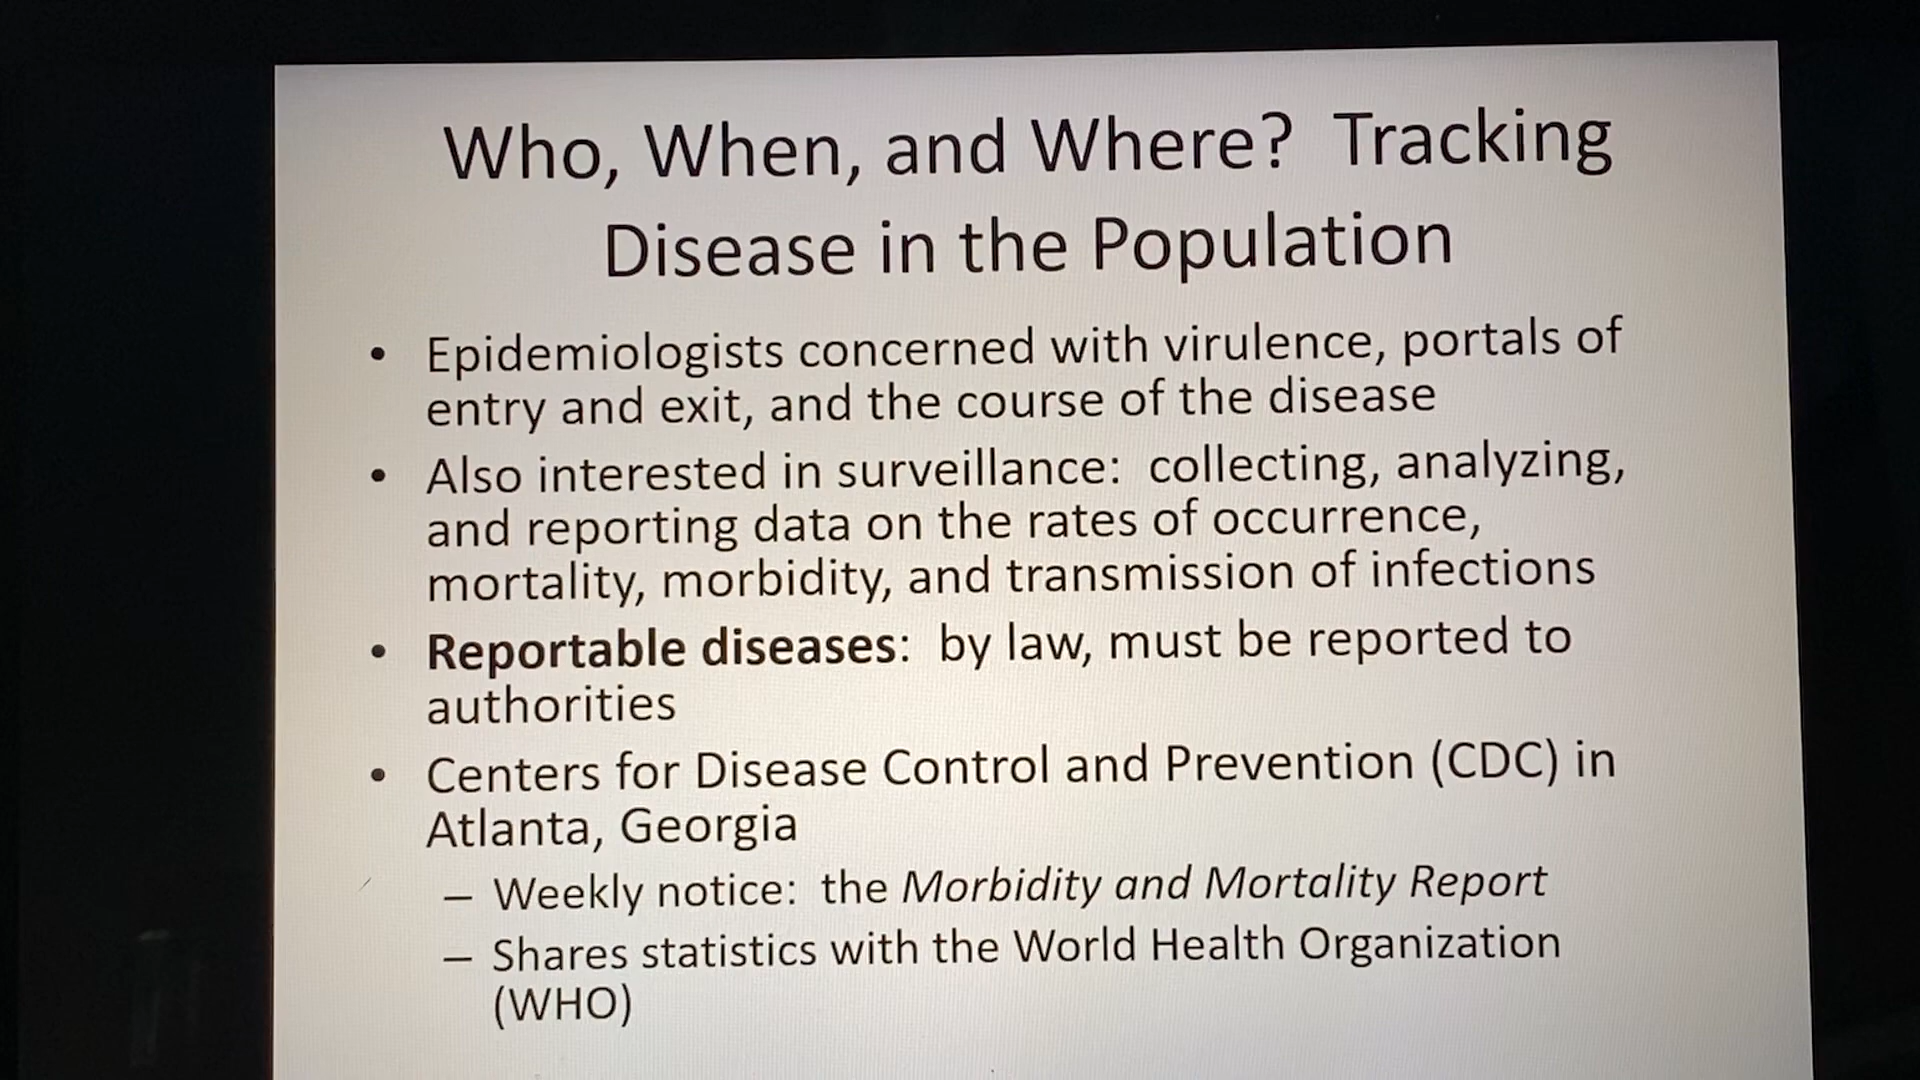 Who, When, and Where? Tracking
Disease in the Population
• Epidemiologists concerned with virulence, portals of
entry and exit, and the course of the disease
• Also interested in surveillance: collecting, analyzing,
and reporting data on the rates of occurrence,
mortality, morbidity, and transmission of infections
• Reportable diseases: by law, must be reported to
authorities
• Centers for Disease Control and Prevention (CDC) in
Atlanta, Georgia
– Weekly notice: the Morbidity and Mortality Report
– Shares statistics with the World Health Organization
(WHO)